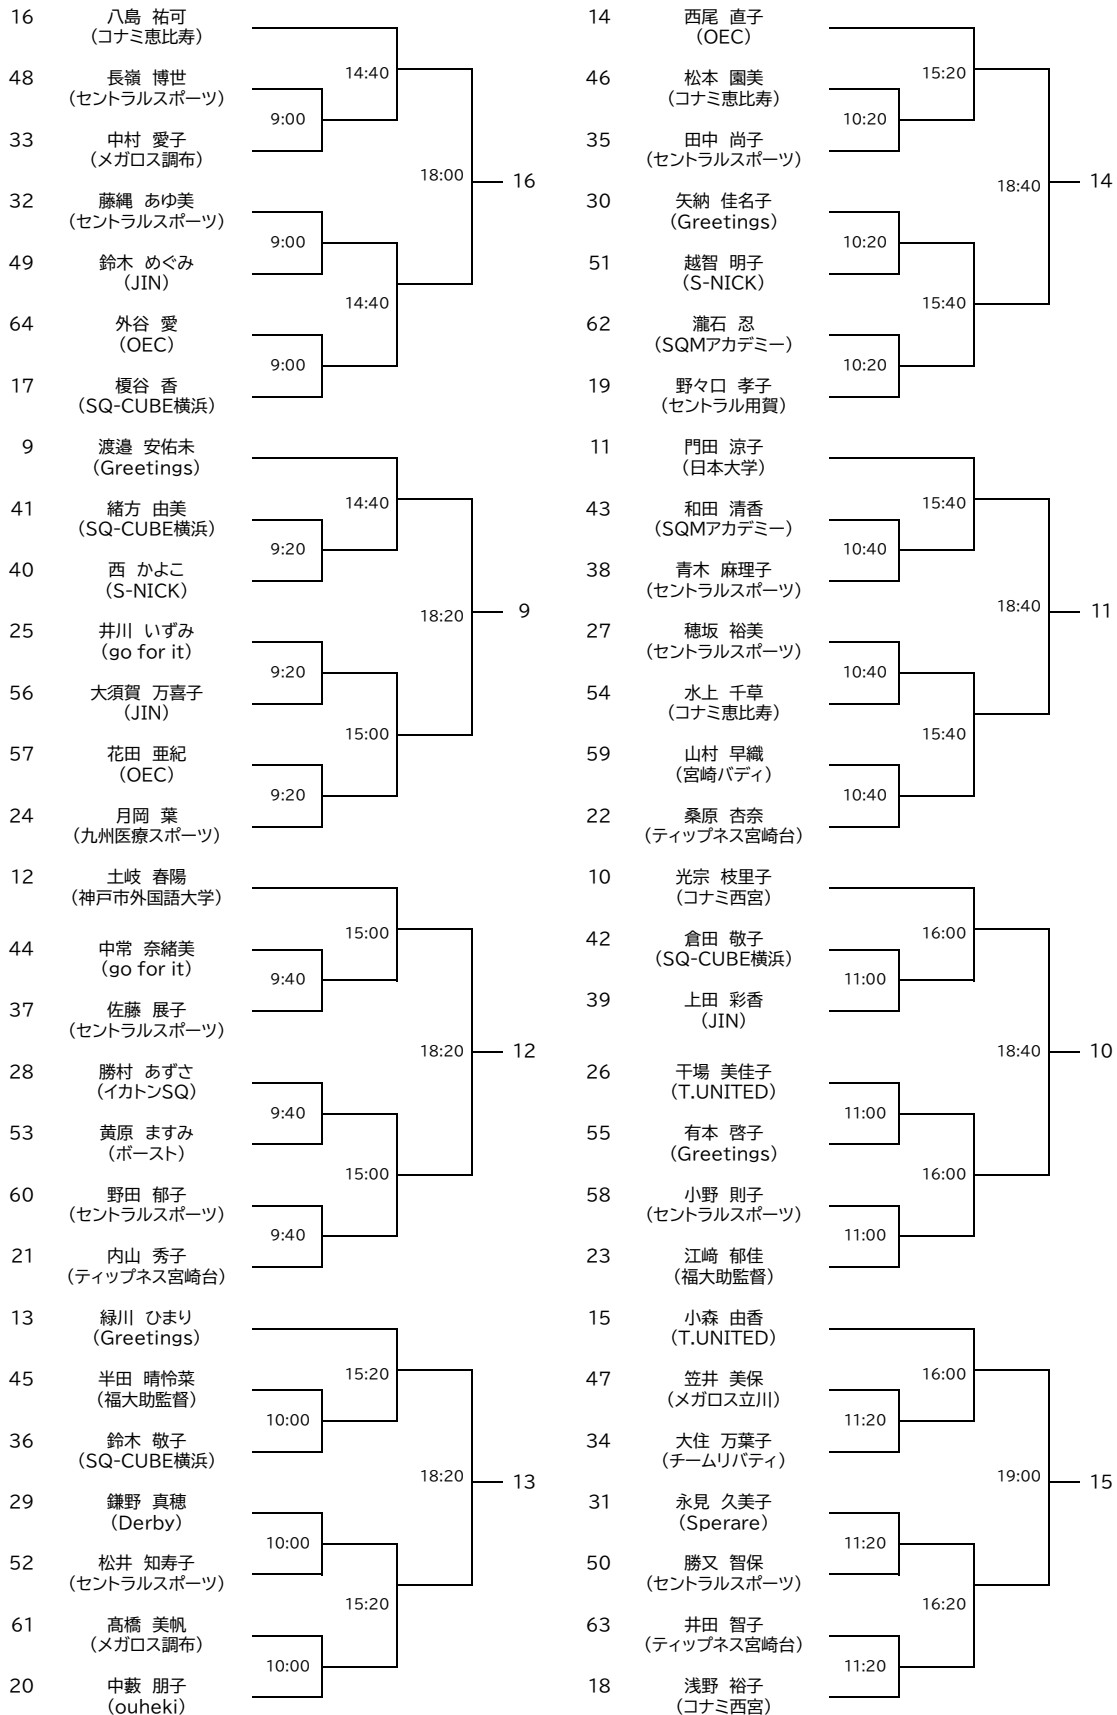 16 八島 祐可
(コナミ恵比寿)
14:40
48 長嶺 博世
(セントラルスポーツ)
9:00
33 中村 愛子
(メガロス調布)
18:00 16
32 藤縄 あゆ美
(セントラルスポーツ)
9:00
49 鈴木 めぐみ
(JIN)
14:40
64 外谷 愛
(OEC)
9:00
17 榎谷 香
(SQ-CUBE横浜)
9 渡邉 安佑未
(Greetings)
14:40
41 緒方 由美
(SQ-CUBE横浜)
9:20
40 西 かよこ
(S-NICK)
18:20 9
25 井川 いずみ
(go for it)
9:20
56 大須賀 万喜子
(JIN)
15:00
57 花田 亜紀
(OEC)
9:20
24 月岡 葉
(九州医療スポーツ)
12 土岐 春陽
(神戸市外国語大学)
15:00
44 中常 奈緒美
(go for it)
9:40
37 佐藤 展子
(セントラルスポーツ)
18:20 12
28 勝村 あずさ
(イカトンSQ)
9:40
53 黄原 ますみ
(ボースト)
15:00
60 野田 郁子
(セントラルスポーツ)
9:40
21 内山 秀子
(ティップネス宮崎台)
13 緑川 ひまり
(Greetings)
15:20
45 半田 晴怜菜
(福大助監督)
10:00
36 鈴木 敬子
(SQ-CUBE横浜)
18:20 13
29 鎌野 真穂
(Derby)
10:00
52 松井 知寿子
(セントラルスポーツ)
15:20
61 髙橋 美帆
(メガロス調布)
10:00
20 中藪 朋子
(ouheki)
14 西尾 直子
(OEC)
15:20
46 松本 園美
(コナミ恵比寿)
10:20
35 田中 尚子
(セントラルスポーツ)
18:40 14
30 矢納 佳名子
(Greetings)
10:20
51 越智 明子
(S-NICK)
15:40
62 瀧石 忍
(SQMアカデミー)
10:20
19 野々口 孝子
(セントラル用賀)
11 門田 涼子
(日本大学)
15:40
43 和田 清香
(SQMアカデミー)
10:40
38 青木 麻理子
(セントラルスポーツ)
18:40 11
27 穂坂 裕美
(セントラルスポーツ)
10:40
54 水上 千草
(コナミ恵比寿)
15:40
59 山村 早織
(宮崎バディ)
10:40
22 桑原 杏奈
(ティップネス宮崎台)
10 光宗 枝里子
(コナミ西宮)
16:00
42 倉田 敬子
(SQ-CUBE横浜)
11:00
39 上田 彩香
(JIN)
18:40 10
26 干場 美佳子
(T.UNITED)
11:00
55 有本 啓子
(Greetings)
16:00
58 小野 則子
(セントラルスポーツ)
11:00
23 江﨑 郁佳
(福大助監督)
15 小森 由香
(T.UNITED)
16:00
47 笠井 美保
(メガロス立川)
11:20
34 大住 万葉子
(チームリバティ)
19:00 15
31 永見 久美子
(Sperare)
11:20
50 勝又 智保
(セントラルスポーツ)
16:20
63 井田 智子
(ティップネス宮崎台)
11:20
18 浅野 裕子
(コナミ西宮)